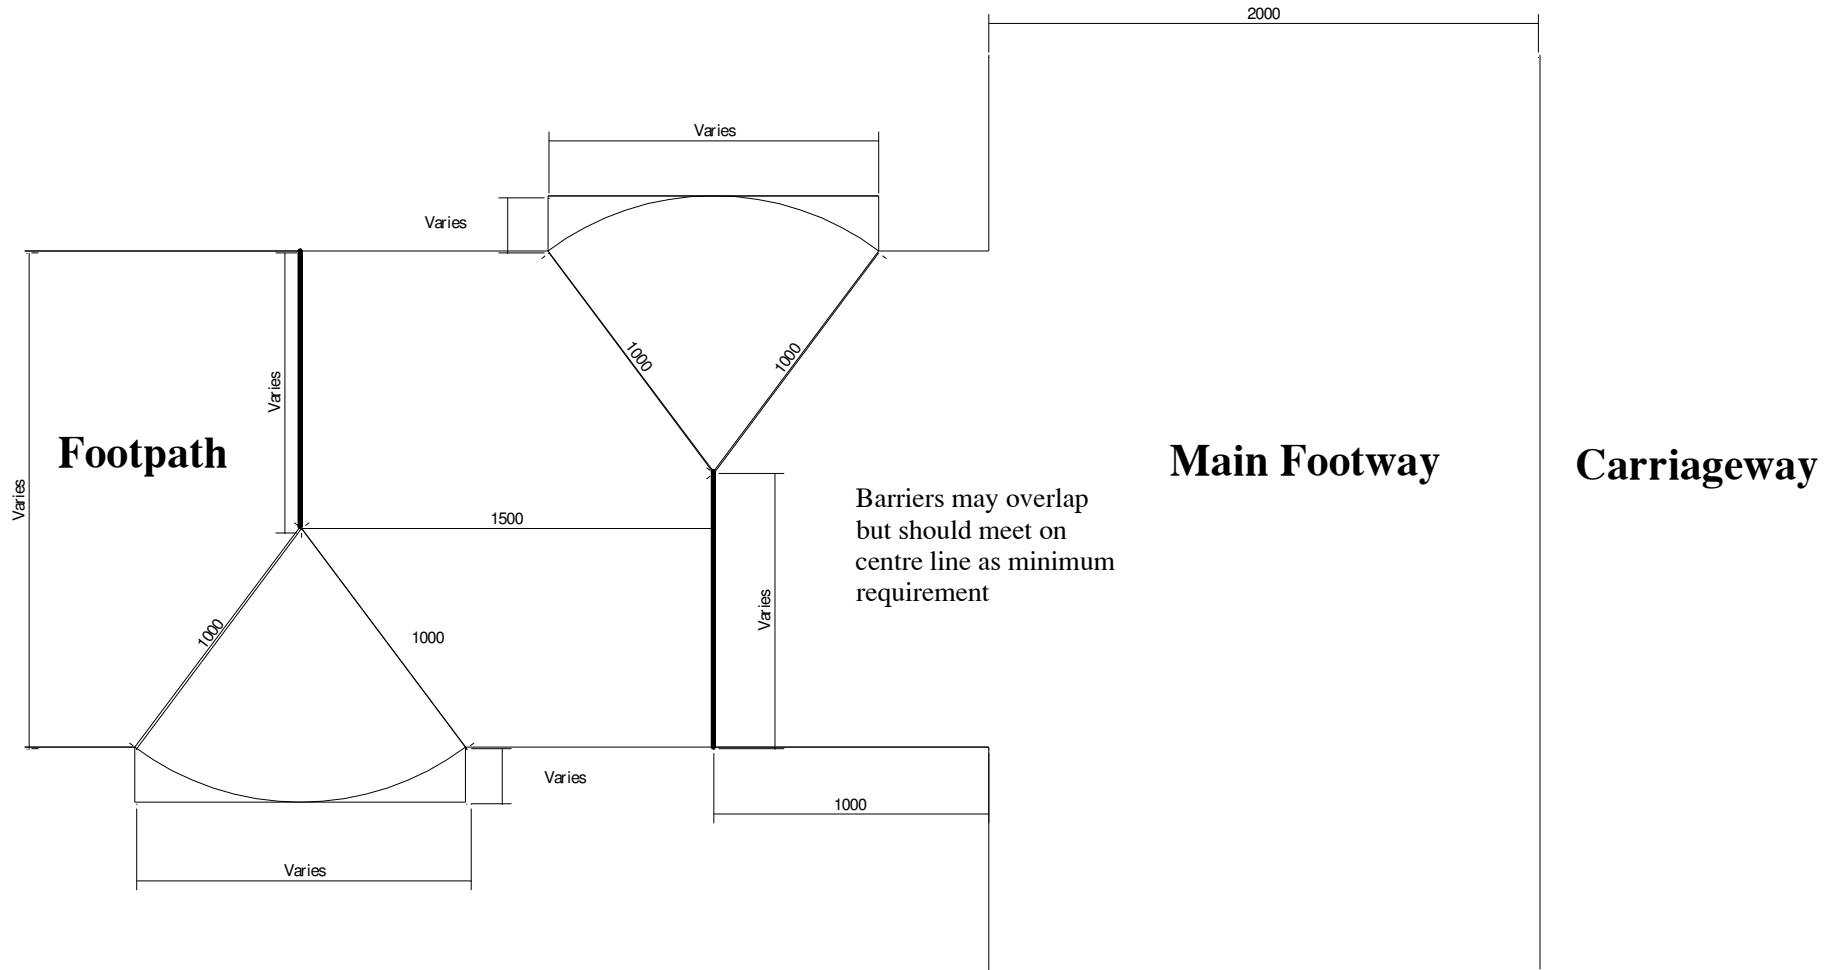 2000
Varies
Varies
1000
1000
Varies
Footpath
Varies
Main Footway
Carriageway
Barriers may overlap
but should meet on
centre line as minimum
requirement
1500
Varies
1000
1000
Varies
1000
Varies